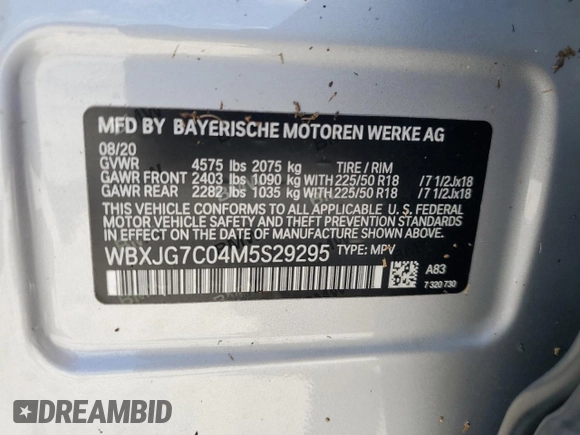 MFD BY BAYERISCHE MOTOREN WERKE AG
08/20
GVWR 4575 lbs 2075 kg TIRE / RIM
GAWR FRONT 2403 lbs 1090 kg WITH 225/50 R18 /7 1/2Jx18
GAWR REAR 2282 lbs 1035 kg WITH 225/50 R18 /7 1/2Jx18
THIS VEHICLE CONFORMS TO ALL APPLICABLE U. S. FEDERAL
MOTOR VEHICLE SAFETY AND THEFT PREVENTION STANDARDS
IN EFFECT ON THE DATE OF MANUFACTURE SHOWN ABOVE.
WBXJG7C04M5S29295 TYPE: MPV
A83
7 320 730
DREAMBID